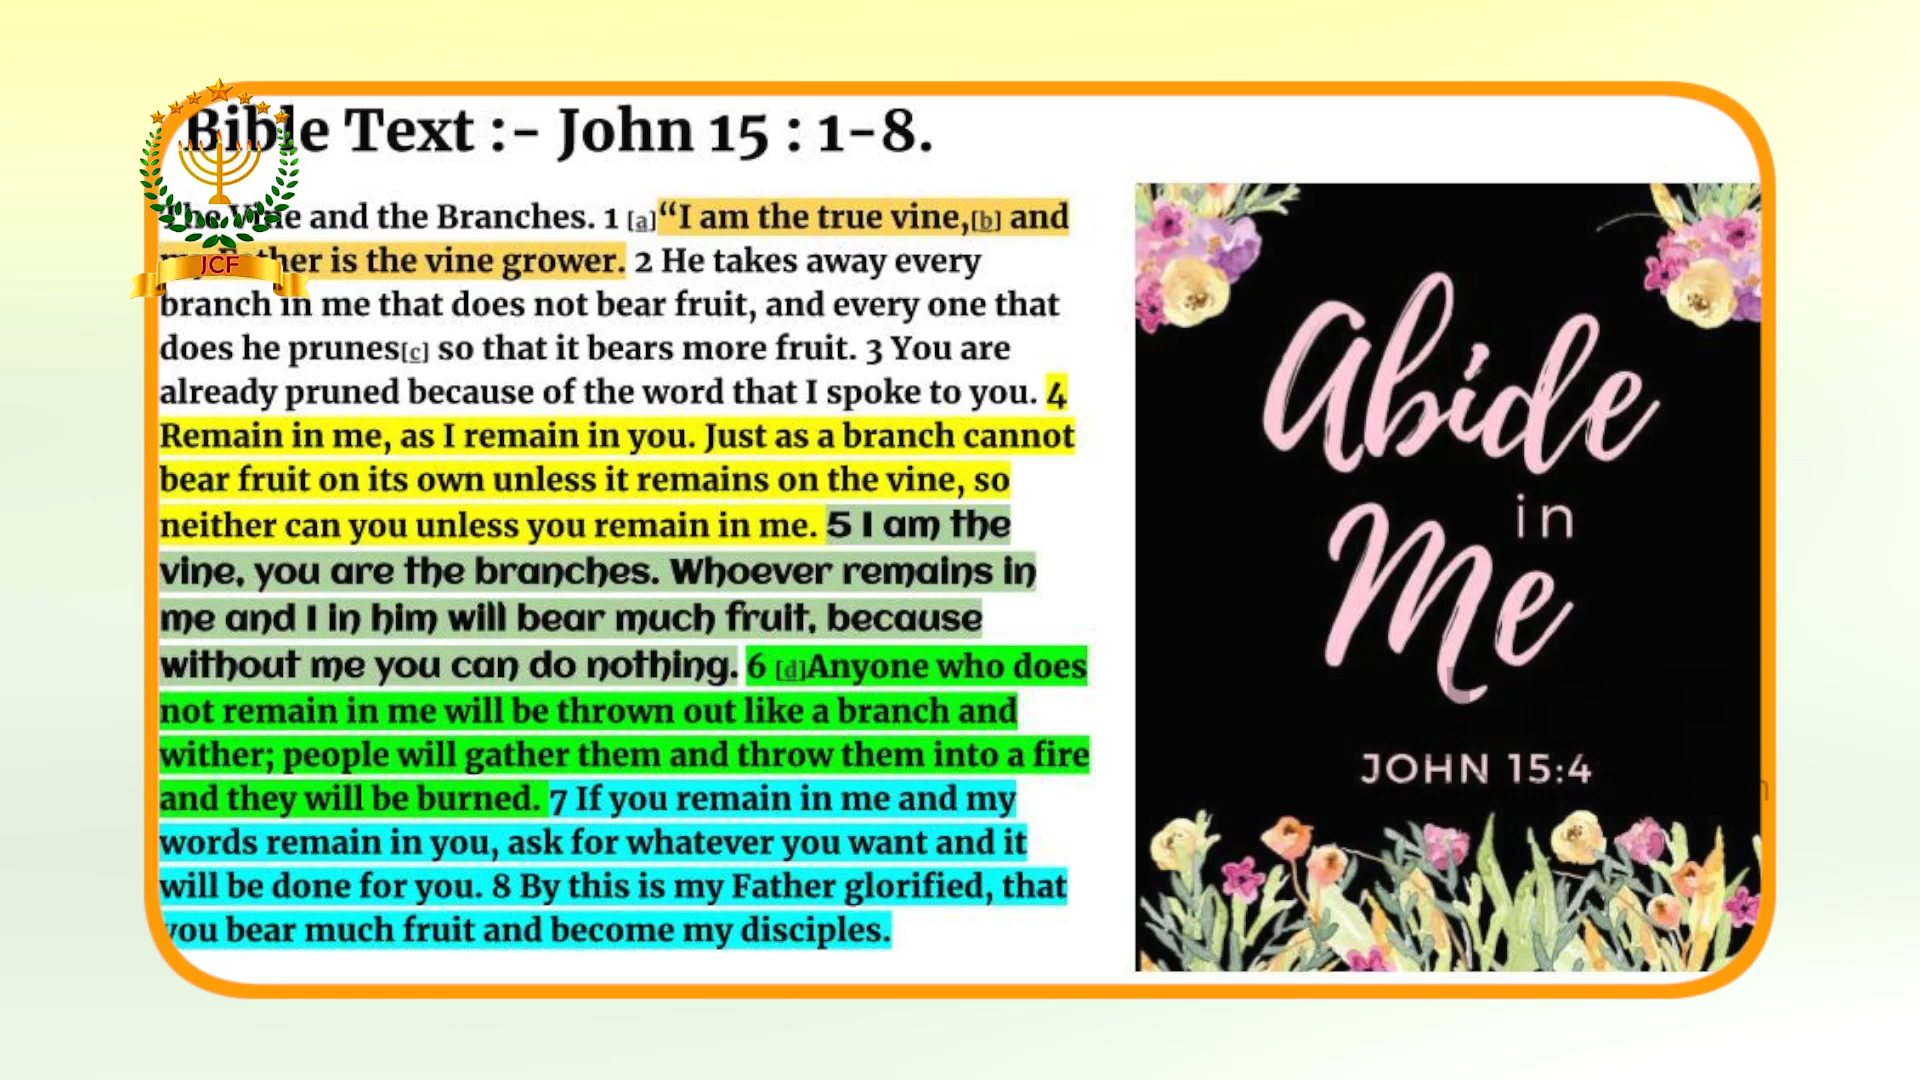 Bible Text :- John 15 : 1-8.
The Vine and the Branches. 1 [a]“I am the true vine,[b] and
my Father is the vine grower. 2 He takes away every
branch in me that does not bear fruit, and every one that
does he prunes[c] so that it bears more fruit. 3 You are
already pruned because of the word that I spoke to you. 4
Remain in me, as I remain in you. Just as a branch cannot
bear fruit on its own unless it remains on the vine, so
neither can you unless you remain in me. 5 I am the
vine, you are the branches. Whoever remains in
me and I in him will bear much fruit, because
without me you can do nothing. 6 [d]Anyone who does
not remain in me will be thrown out like a branch and
wither; people will gather them and throw them into a fire
and they will be burned. 7 If you remain in me and my
words remain in you, ask for whatever you want and it
will be done for you. 8 By this is my Father glorified, that
you bear much fruit and become my disciples.
JCF
Abide
in
Me
JOHN 15:4